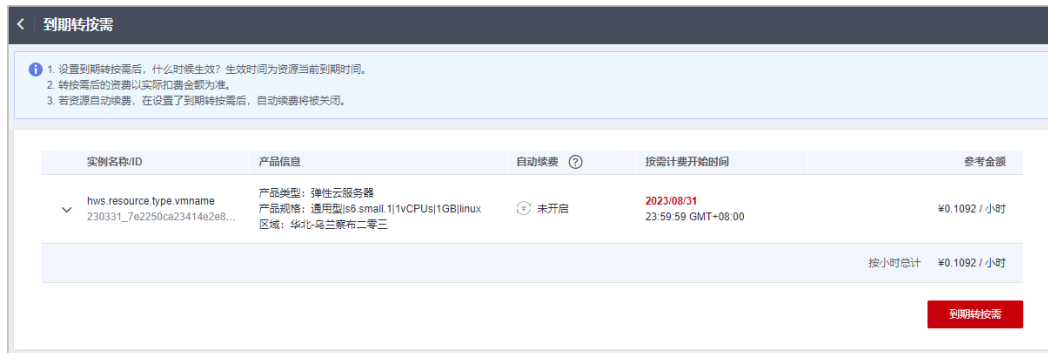 到期转按需
1. 设置到期转按需后，什么时候生效？生效时间为资源当前到期时间。
2. 转按需后的资费以实际扣费金额为准。
3. 若资源自动续费，在设置了到期转按需后，自动续费将被关闭。
实例名称/ID 产品信息 自动续费 按需计费开始时间 参考金额
hws.resource.type.vmname
230331_7e2250ca23414e2e8...
产品类型：弹性云服务器
产品规格：通用型|s6.small.1|1vCPUs|1GB|linux
区域：华北-乌兰察布二零三
未开启
2023/08/31
23:59:59 GMT+08:00
¥0.1092 / 小时
按小时总计 ¥0.1092 / 小时
到期转按需